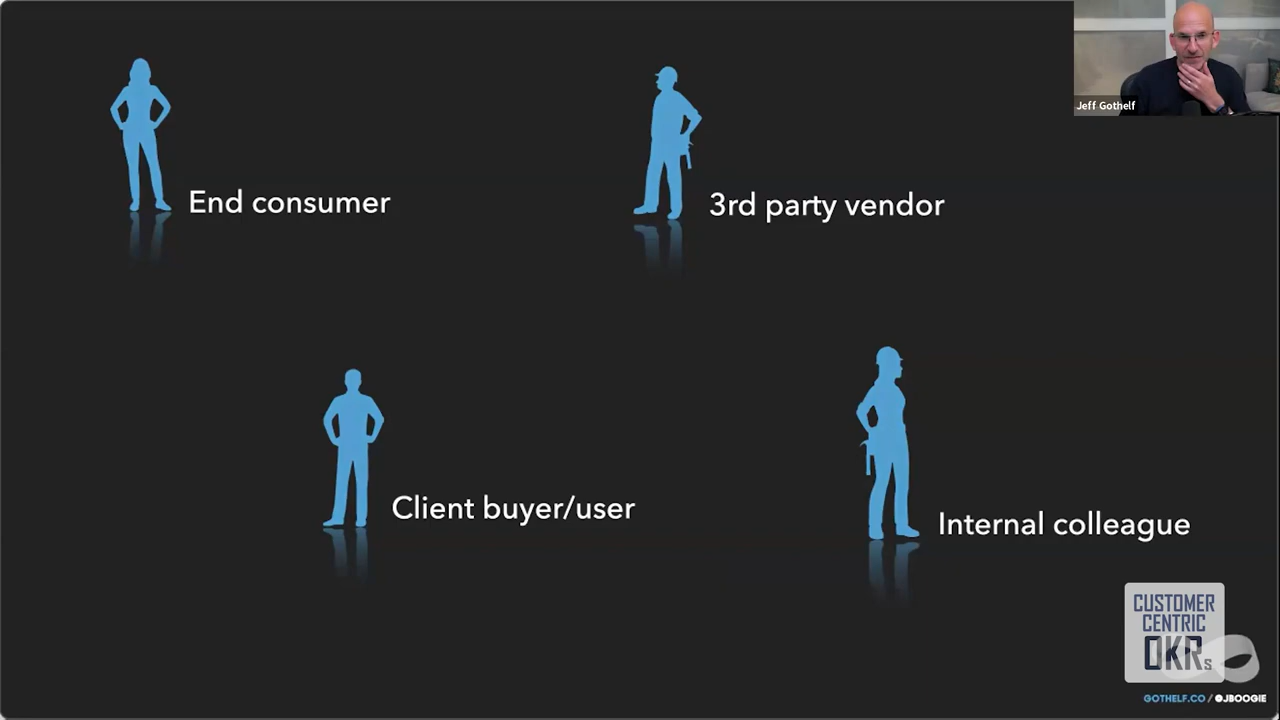 Jeff Gothelf
End consumer
3rd party vendor
Client buyer/user
Internal colleague
CUSTOMER
CENTRIC
OKRs
GOTHELF.CO / @JBOOGIE